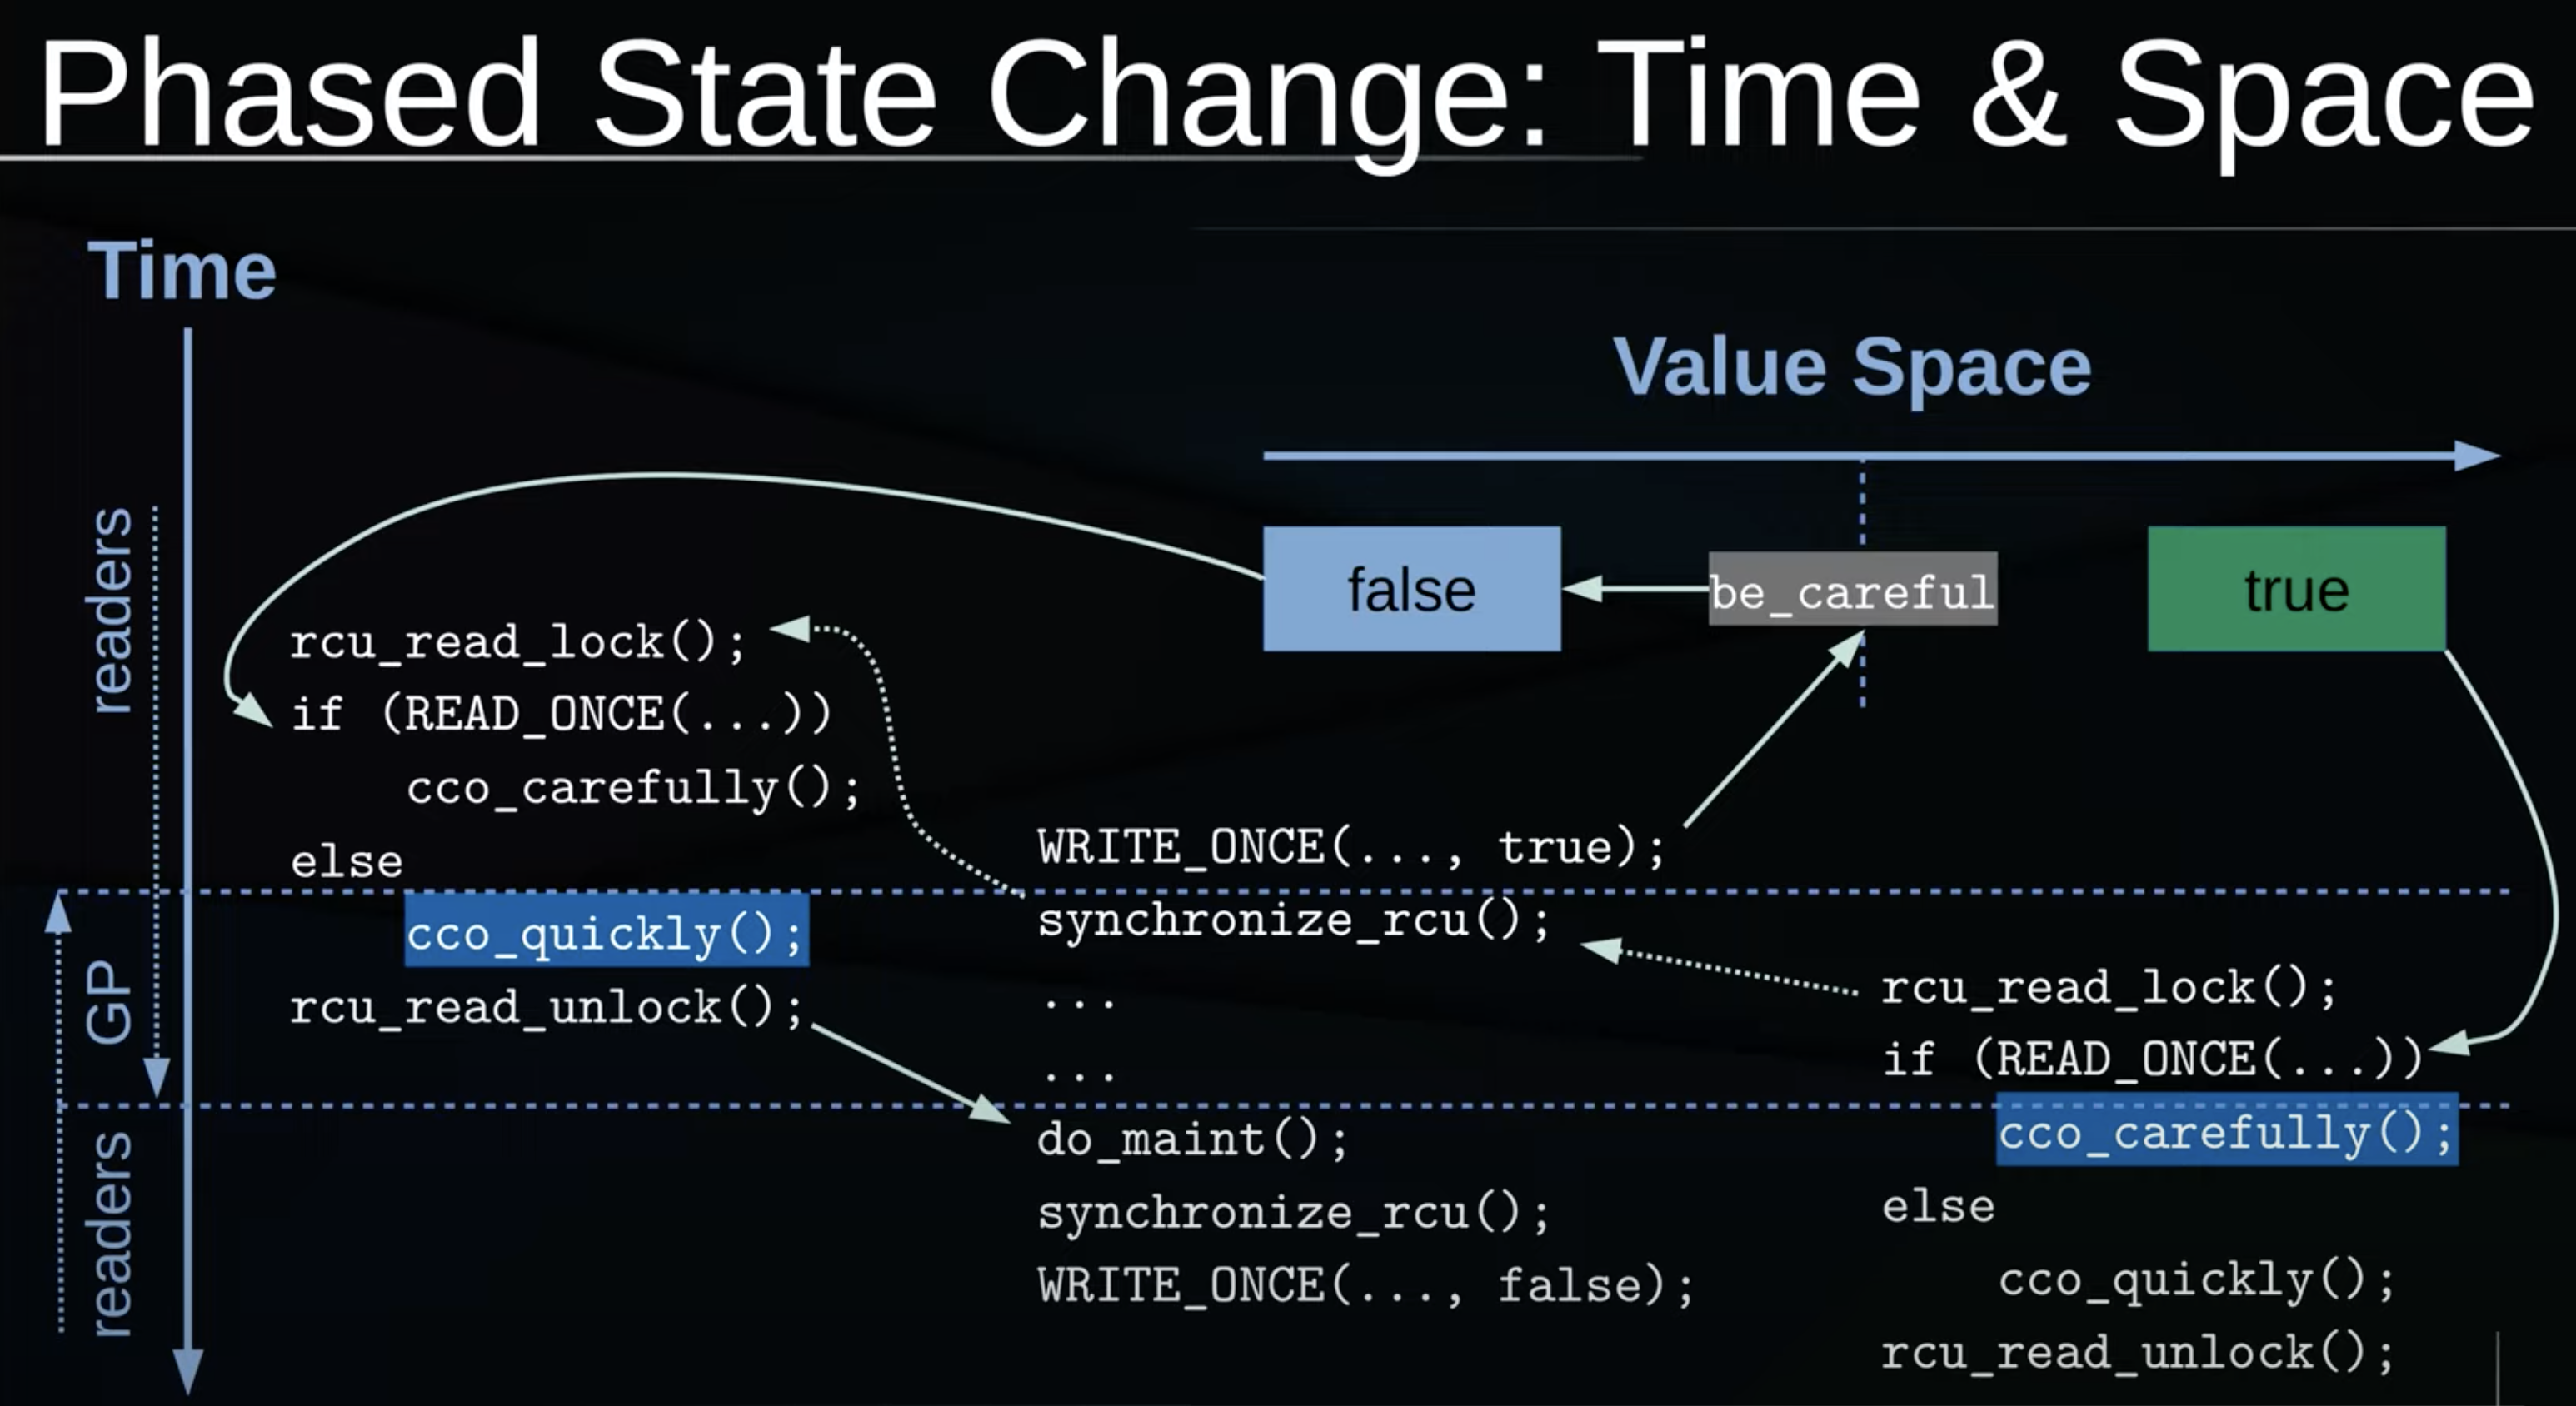 Phased State Change: Time & Space
Time
Value Space
readers
false
be_careful
true
rcu_read_lock();
if (READ_ONCE(...))
cco_carefully();
else
cco_quickly();
rcu_read_unlock();
WRITE_ONCE(..., true);
synchronize_rcu();
...
...
do_maint();
synchronize_rcu();
WRITE_ONCE(..., false);
rcu_read_lock();
if (READ_ONCE(...))
cco_carefully();
else
cco_quickly();
rcu_read_unlock();
GP
readers